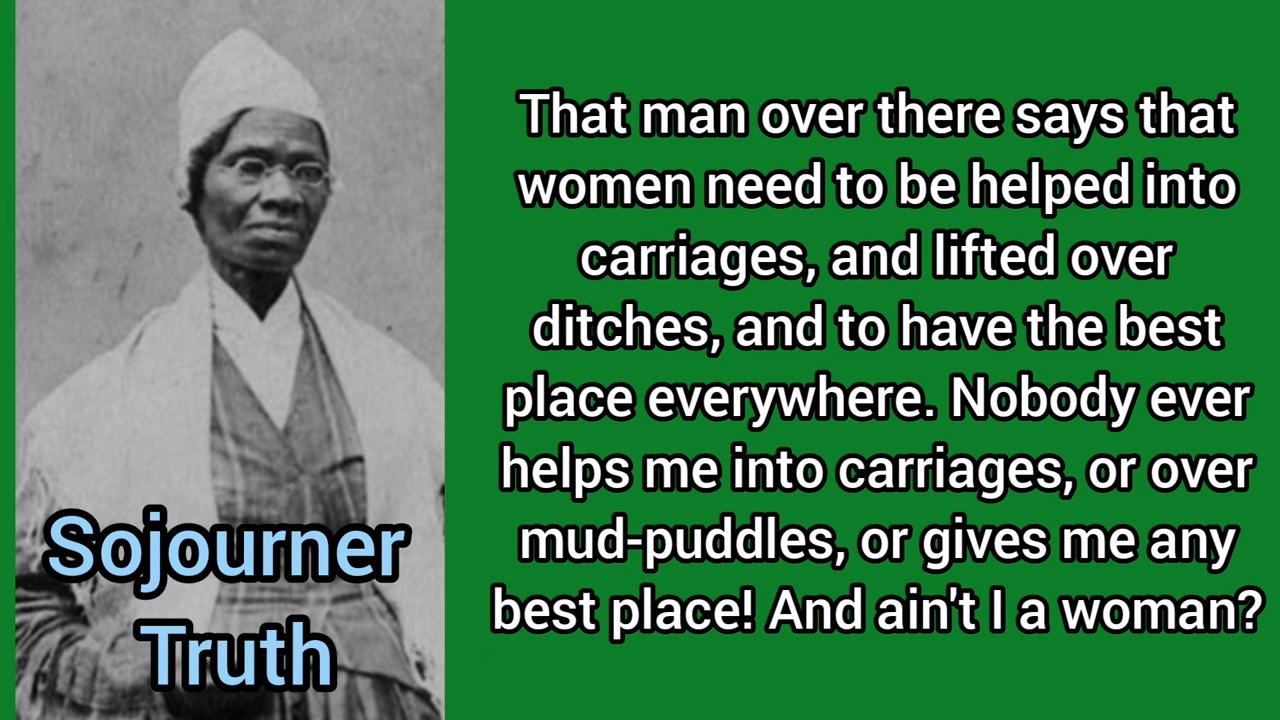 Sojourner
Truth
That man over there says that
women need to be helped into
carriages, and lifted over
ditches, and to have the best
place everywhere. Nobody ever
helps me into carriages, or over
mud-puddles, or gives me any
best place! And ain't I a woman?